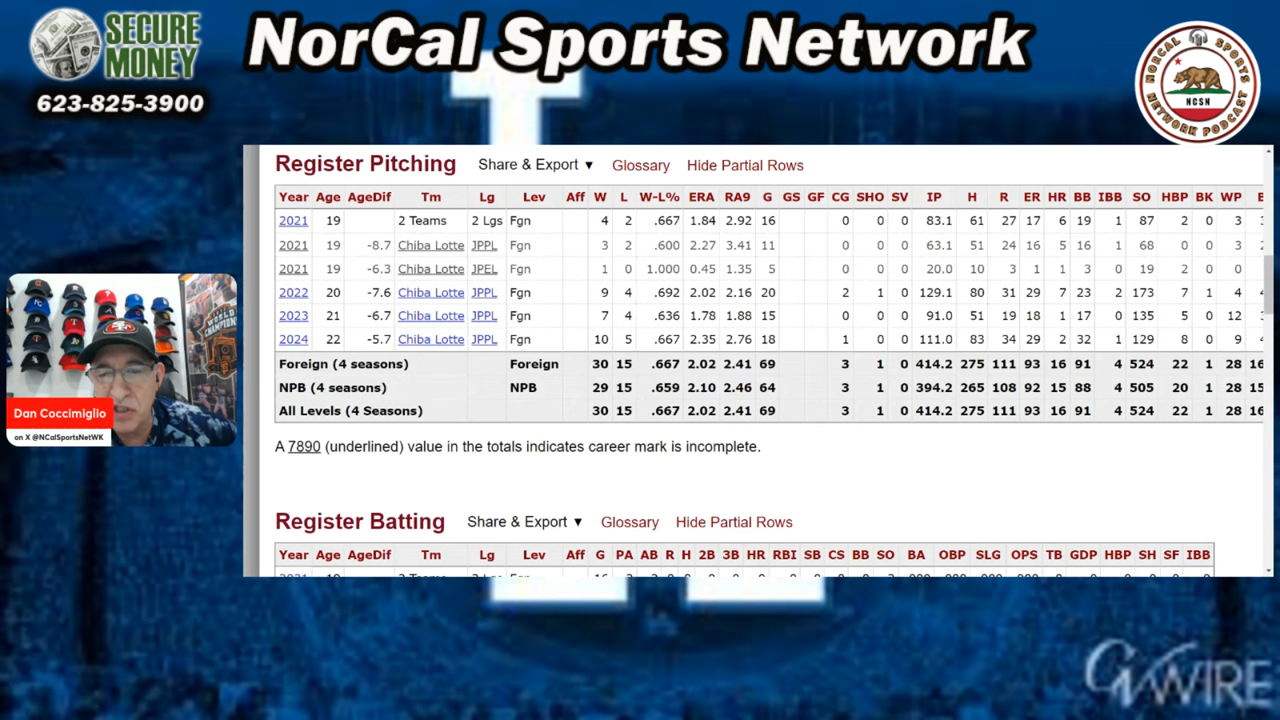 SECURE
MONEY
623-825-3900
NorCal Sports Network
NORCAL SPORTS
NETWORK PODCAST
NCSN
Register Pitching Share & Export ▼ Glossary Hide Partial Rows
Year Age AgeDif Tm Lg Lev Aff W L W-L% ERA RA9 G GS GF CG SHO SV IP H R ER HR BB IBB SO HBP BK WP
2021 19 2 Teams 2 Lgs Fgn 4 2 .667 1.84 2.92 16 0 0 0 83.1 61 27 17 6 19 1 87 2 0 3
2021 19 -8.7 Chiba Lotte JPPL Fgn 3 2 .600 2.27 3.41 11 0 0 0 63.1 51 24 16 5 16 1 68 0 0 3
2021 19 -6.3 Chiba Lotte JPEL Fgn 1 0 1.000 0.45 1.35 5 0 0 0 20.0 10 3 1 1 3 0 19 2 0 0
2022 20 -7.6 Chiba Lotte JPPL Fgn 9 4 .692 2.02 2.16 20 2 1 0 129.1 80 31 29 7 23 2 173 7 1 4
2023 21 -6.7 Chiba Lotte JPPL Fgn 7 4 .636 1.78 1.88 15 0 0 0 91.0 51 19 18 1 17 0 135 5 0 12
2024 22 -5.7 Chiba Lotte JPPL Fgn 10 5 .667 2.35 2.76 18 1 0 0 111.0 83 34 29 2 32 1 129 8 0 9
Foreign (4 seasons) Foreign 30 15 .667 2.02 2.41 69 3 1 0 414.2 275 111 93 16 91 4 524 22 1 28 16
NPB (4 seasons) NPB 29 15 .659 2.10 2.46 64 3 1 0 394.2 265 108 92 15 88 4 505 20 1 28 15
All Levels (4 Seasons) 30 15 .667 2.02 2.41 69 3 1 0 414.2 275 111 93 16 91 4 524 22 1 28 16
A 7890 (underlined) value in the totals indicates career mark is incomplete.
Register Batting Share & Export ▼ Glossary Hide Partial Rows
Year Age AgeDif Tm Lg Lev Aff G PA AB R H 2B 3B HR RBI SB CS BB SO BA OBP SLG OPS TB GDP HBP SH SF IBB
WORLD
CHAMPIONS
Dan Coccimiglio
on X @NCalSportsNetWK
GVWIRE